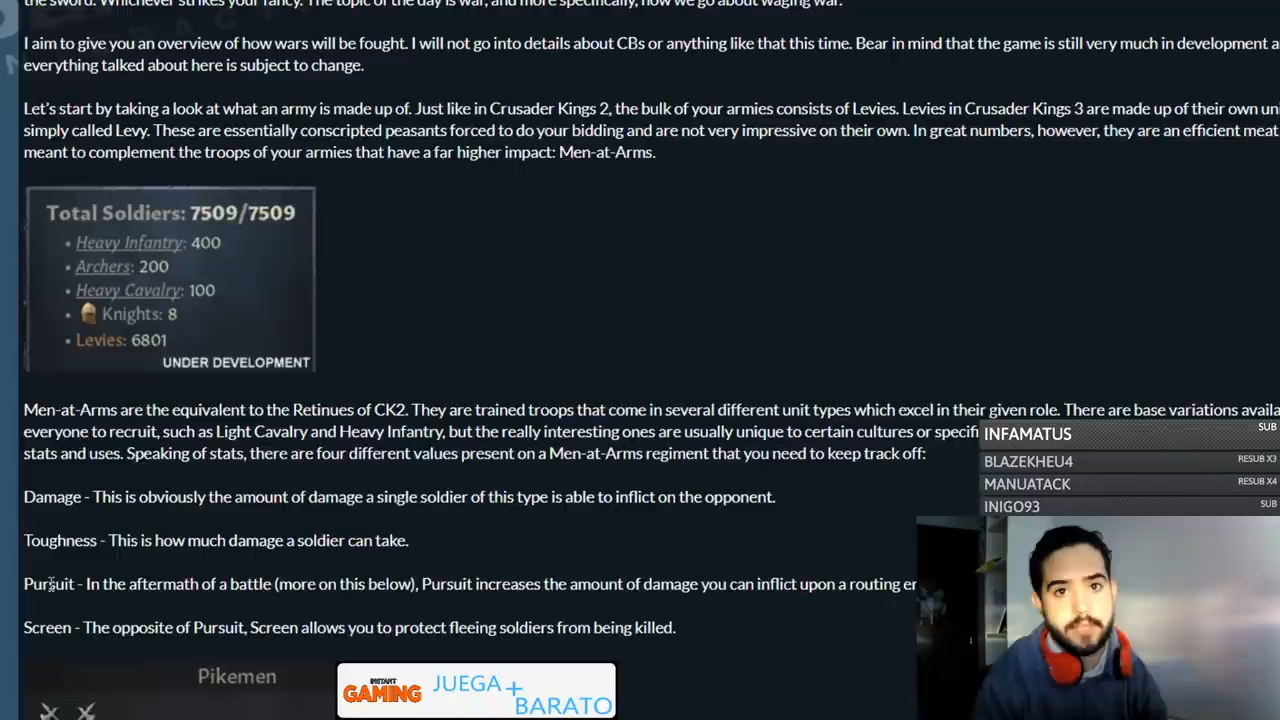 the sword. Whichever strikes your fancy. The topic of the day is war, and more specifically, how we go about waging war.
I aim to give you an overview of how wars will be fought. I will not go into details about CBs or anything like that this time. Bear in mind that the game is still very much in development a
everything talked about here is subject to change.
Let's start by taking a look at what an army is made up of. Just like in Crusader Kings 2, the bulk of your armies consists of Levies. Levies in Crusader Kings 3 are made up of their own un
simply called Levy. These are essentially conscripted peasants forced to do your bidding and are not very impressive on their own. In great numbers, however, they are an efficient meat
meant to complement the troops of your armies that have a far higher impact: Men-at-Arms.
Total Soldiers: 7509/7509
• Heavy Infantry: 400
• Archers: 200
• Heavy Cavalry: 100
• Knights: 8
• Levies: 6801
UNDER DEVELOPMENT
Men-at-Arms are the equivalent to the Retinues of CK2. They are trained troops that come in several different unit types which excel in their given role. There are base variations availa
everyone to recruit, such as Light Cavalry and Heavy Infantry, but the really interesting ones are usually unique to certain cultures or specif
stats and uses. Speaking of stats, there are four different values present on a Men-at-Arms regiment that you need to keep track off:
INFAMATUS SUB
BLAZEKHEU4 RESUB X3
MANUATACK RESUB X4
INIGO93 SUB
Damage - This is obviously the amount of damage a single soldier of this type is able to inflict on the opponent.
Toughness - This is how much damage a soldier can take.
Pursuit - In the aftermath of a battle (more on this below), Pursuit increases the amount of damage you can inflict upon a routing en
Screen - The opposite of Pursuit, Screen allows you to protect fleeing soldiers from being killed.
Pikemen
INSTANT
GAMING
JUEGA+
BARATO